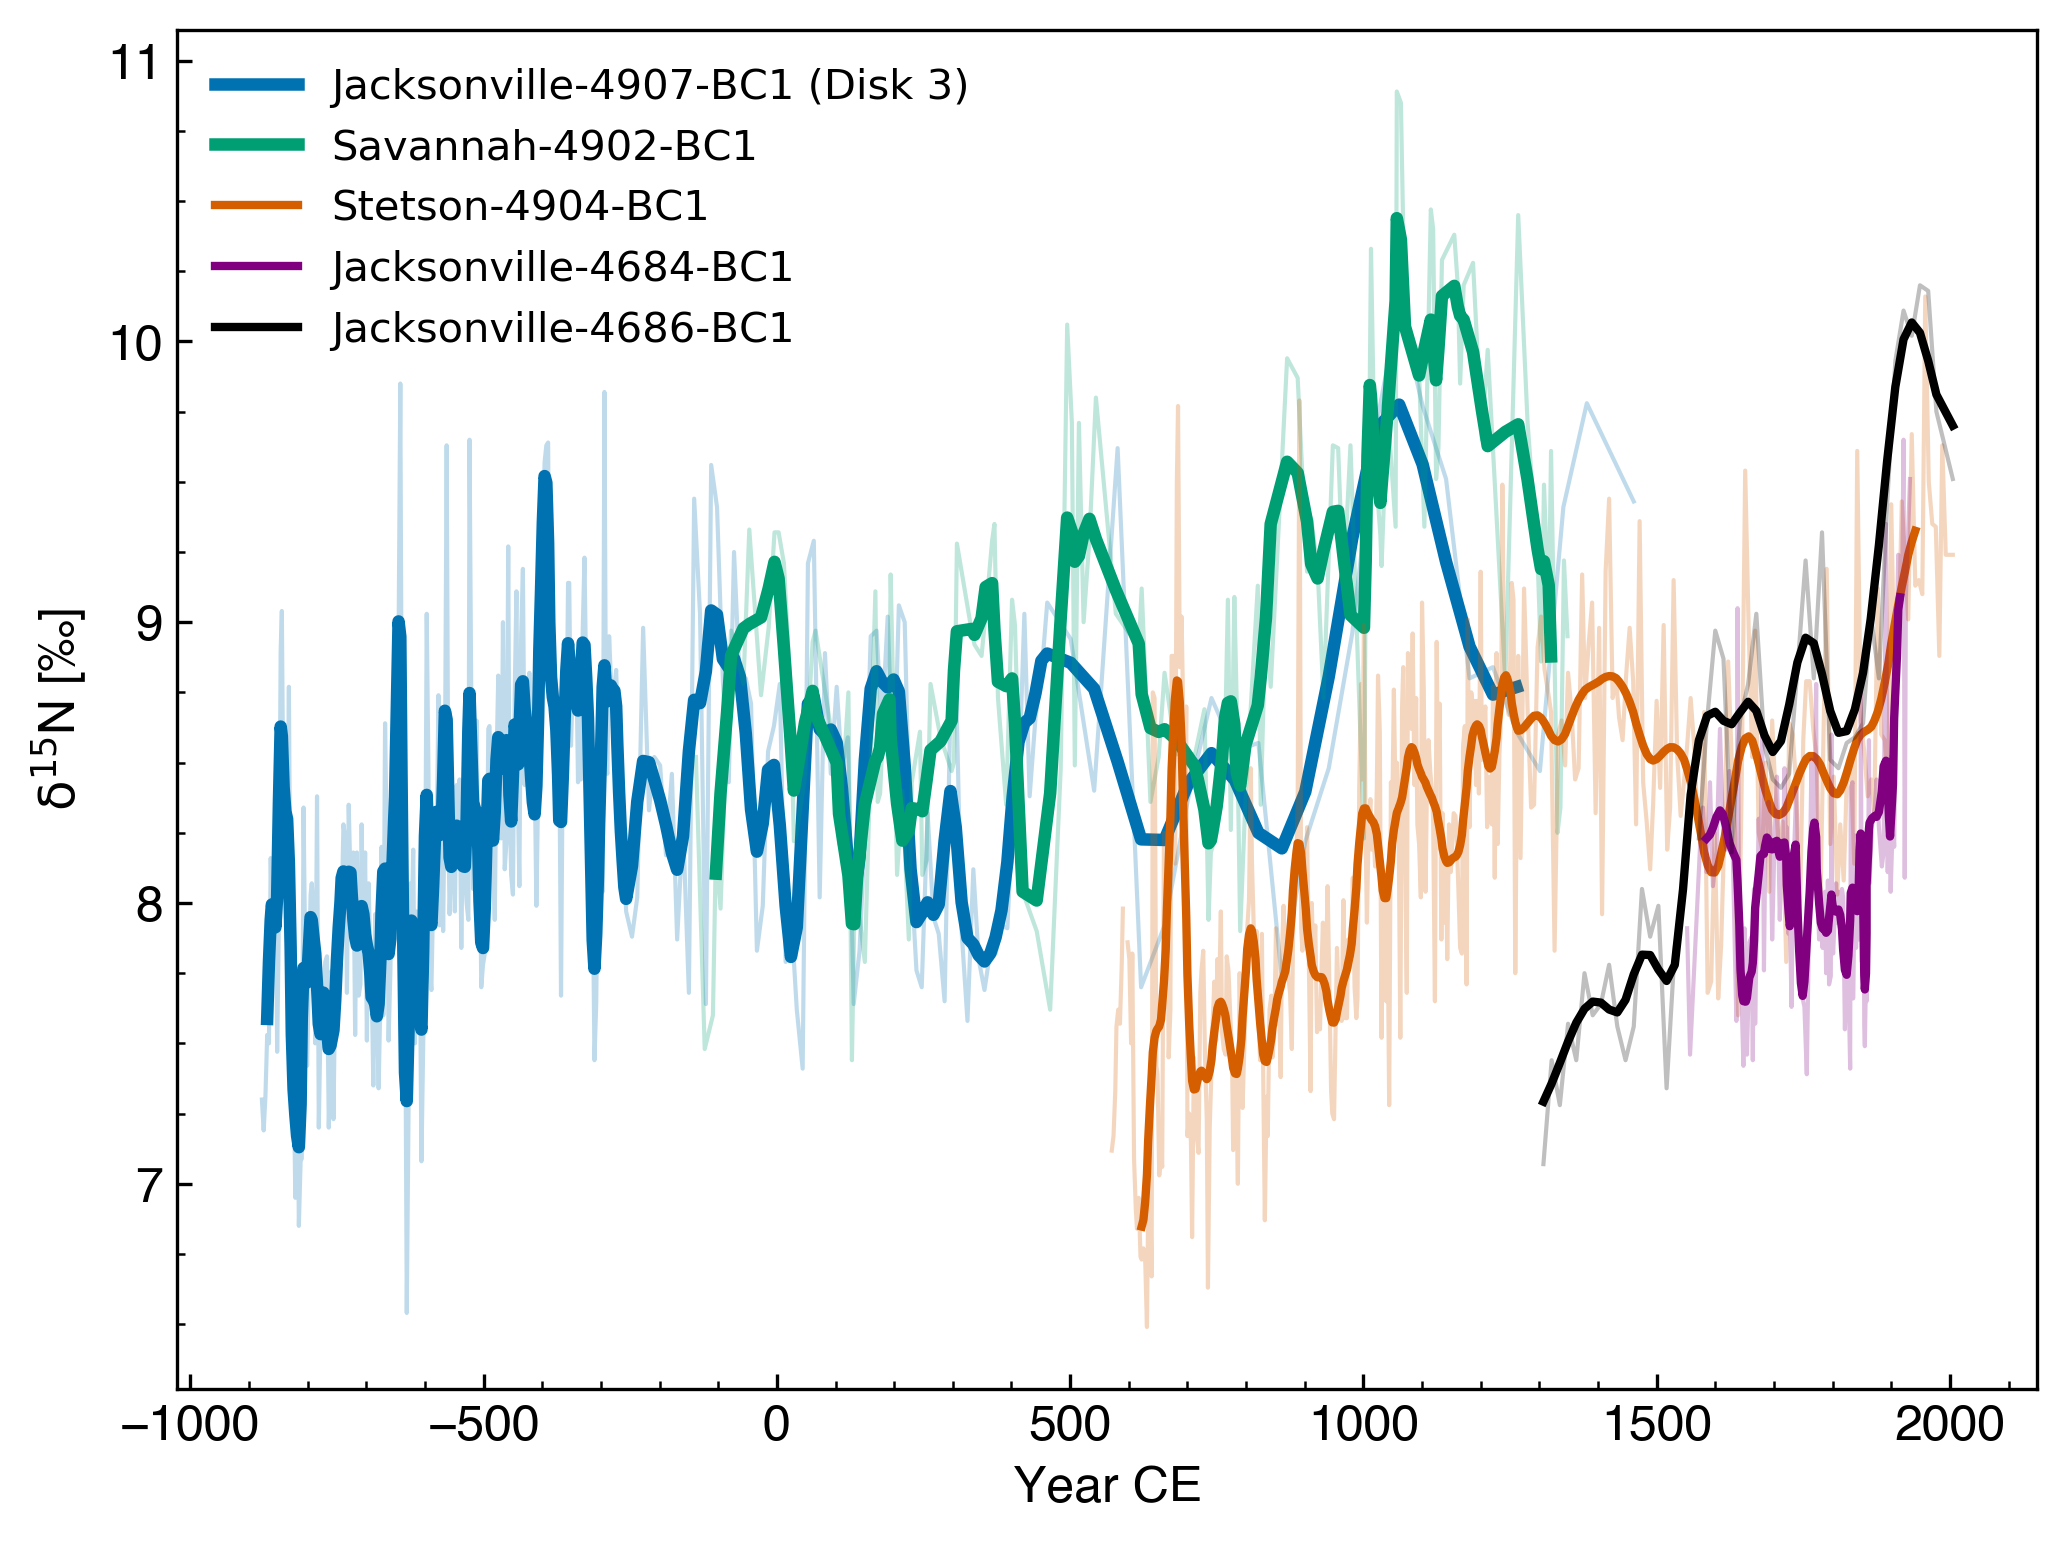 11
10
9
8
7
δ¹⁵N [‰]
Jacksonville-4907-BC1 (Disk 3)
Savannah-4902-BC1
Stetson-4904-BC1
Jacksonville-4684-BC1
Jacksonville-4686-BC1
−1000 −500 0 500 1000 1500 2000
Year CE